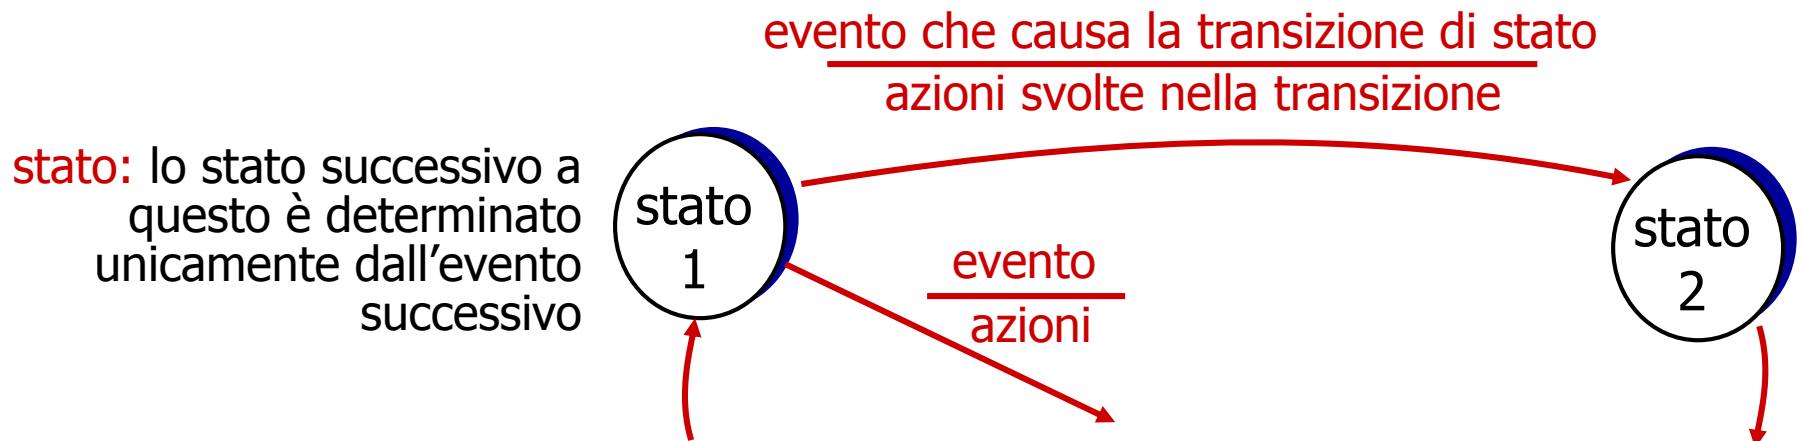 evento che causa la transizione di stato
azioni svolte nella transizione
stato: lo stato successivo a
questo è determinato
unicamente dall’evento
successivo
stato
1
evento
azioni
stato
2